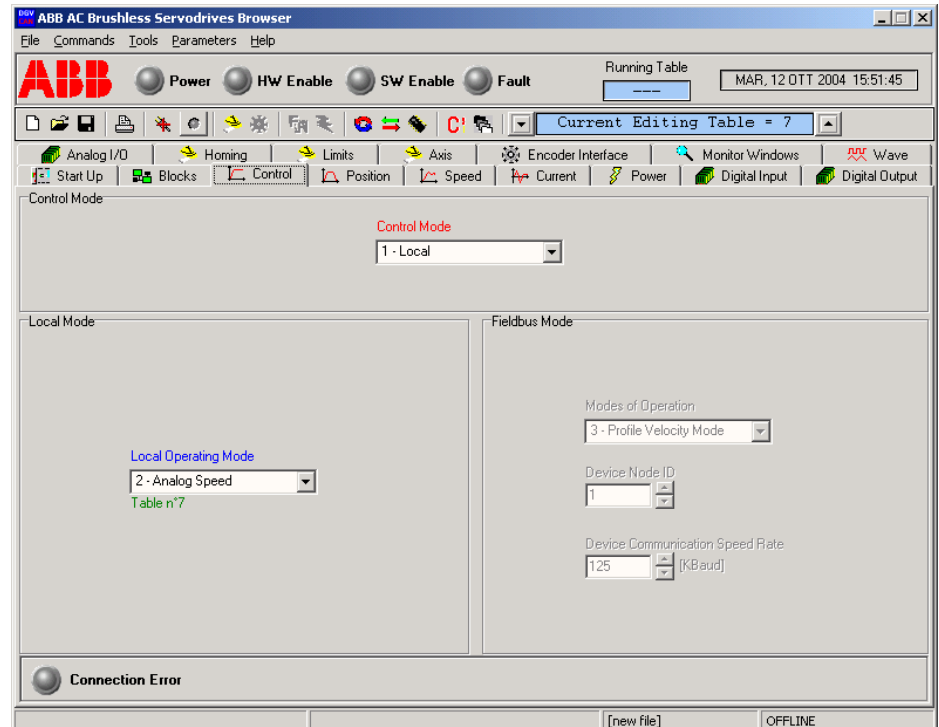 DGV CAN ABB AC Brushless Servodrives Browser
File Commands Tools Parameters Help
ABB Power HW Enable SW Enable Fault
Running Table
---
MAR, 12 OTT 2004 15:51:45
Current Editing Table = 7
Analog I/O Homing Limits Axis Encoder Interface Monitor Windows Wave
Start Up Blocks Control Position Speed Current Power Digital Input Digital Output
Control Mode
Control Mode
1 - Local
Local Mode
Local Operating Mode
2 - Analog Speed
Table n°7
Fieldbus Mode
Modes of Operation
3 - Profile Velocity Mode
Device Node ID
1
Device Communication Speed Rate
125 [KBaud]
Connection Error
[new file] OFFLINE